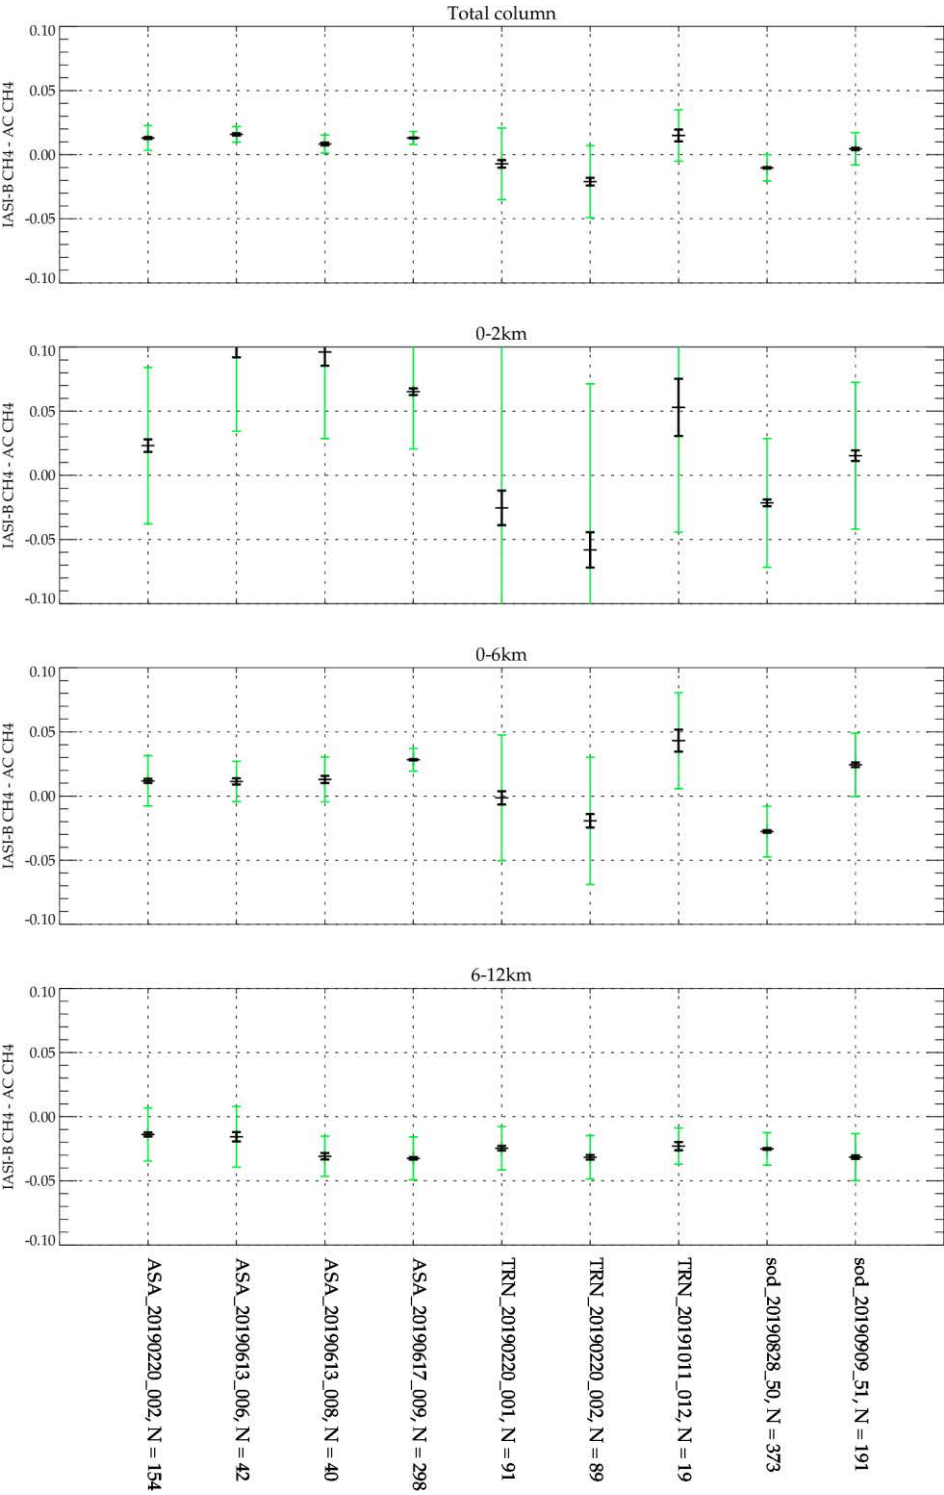 Total column
0.10
0.05
0.00
-0.05
-0.10
IASI-B CH4 - AC CH4
0-2km
0.10
0.05
0.00
-0.05
-0.10
IASI-B CH4 - AC CH4
0-6km
0.10
0.05
0.00
-0.05
-0.10
IASI-B CH4 - AC CH4
6-12km
0.10
0.05
0.00
-0.05
-0.10
IASI-B CH4 - AC CH4
ASA_20190220_002, N = 154
ASA_20190613_006, N = 42
ASA_20190613_008, N = 40
ASA_20190617_009, N = 298
TRN_20190220_001, N = 91
TRN_20190220_002, N = 89
TRN_20191011_012, N = 19
sod_20190828_50, N = 373
sod_20190909_51, N = 191